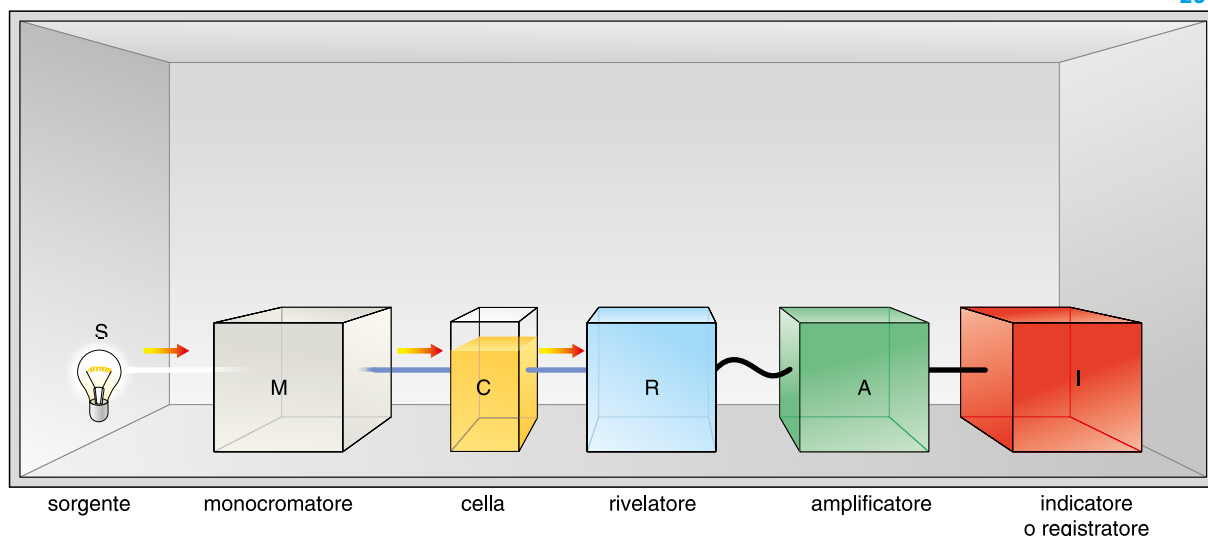 S
M
C
R
A
I
sorgente
monocromatore
cella
rivelatore
amplificatore
indicatore
o registratore